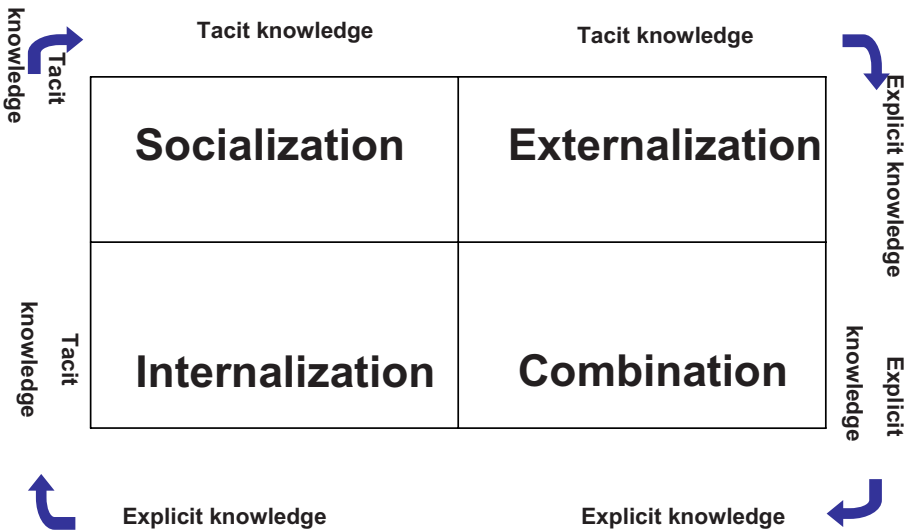 Tacit knowledge
Tacit knowledge
Tacit
knowledge
Explicit knowledge
Socialization
Externalization
Tacit
knowledge
Explicit
knowledge
Internalization
Combination
Explicit knowledge
Explicit knowledge